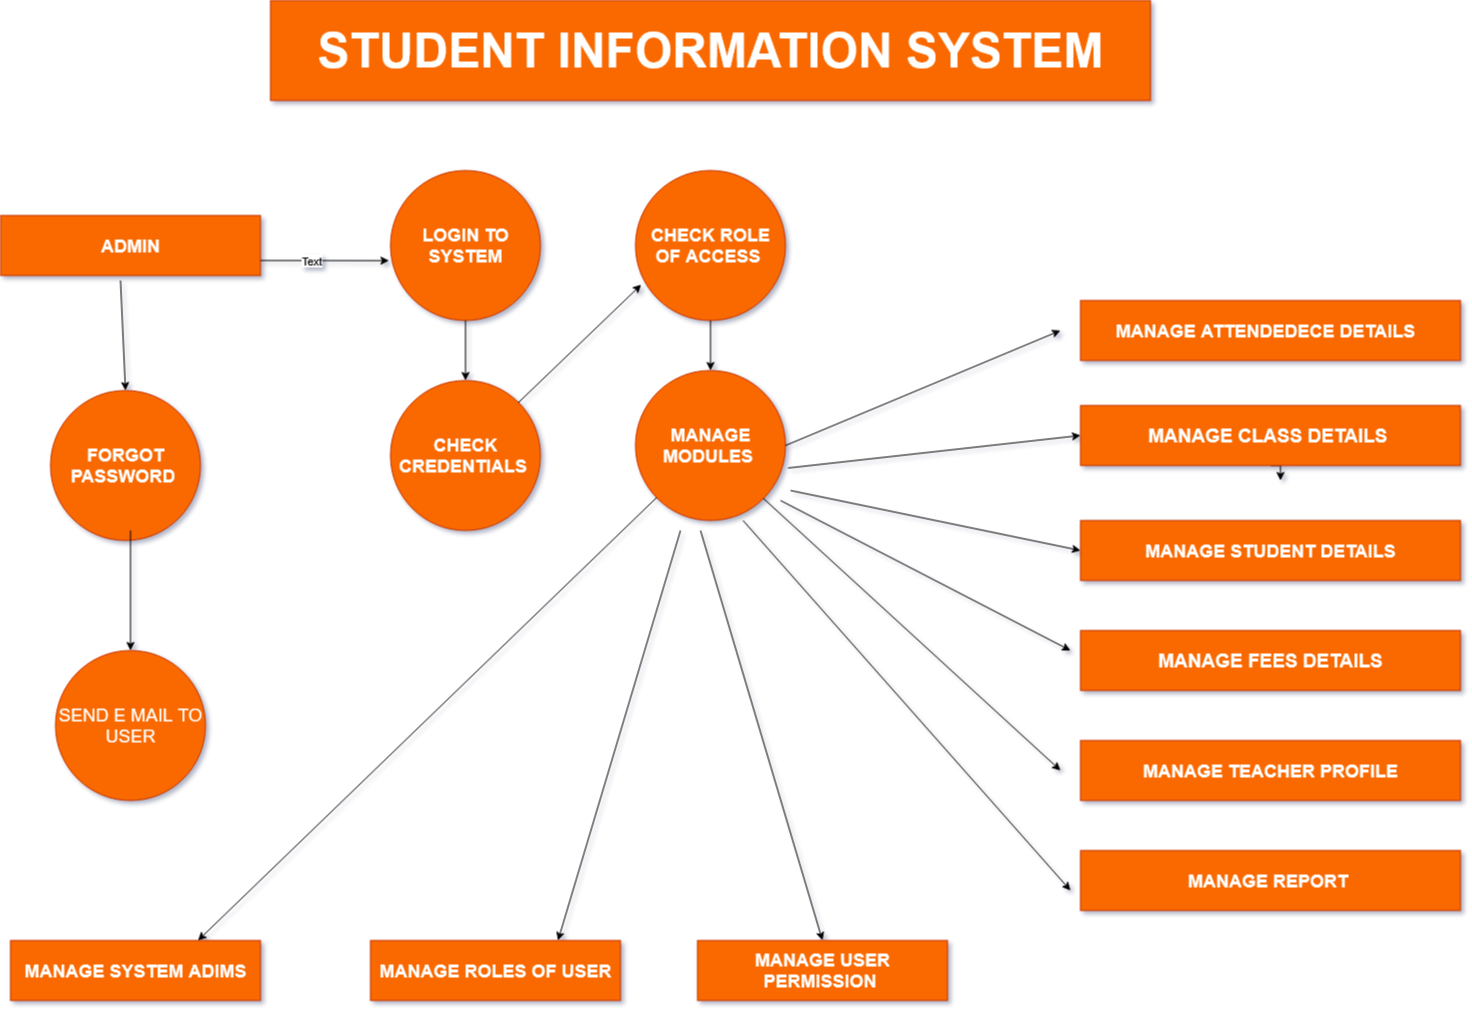 STUDENT INFORMATION SYSTEM
ADMIN
Text
LOGIN TO
SYSTEM
CHECK ROLE
OF ACCESS
MANAGE ATTENDEDECE DETAILS
FORGOT
PASSWORD
CHECK
CREDENTIALS
MANAGE
MODULES
MANAGE CLASS DETAILS
MANAGE STUDENT DETAILS
MANAGE FEES DETAILS
SEND E MAIL TO
USER
MANAGE TEACHER PROFILE
MANAGE REPORT
MANAGE SYSTEM ADIMS
MANAGE ROLES OF USER
MANAGE USER
PERMISSION